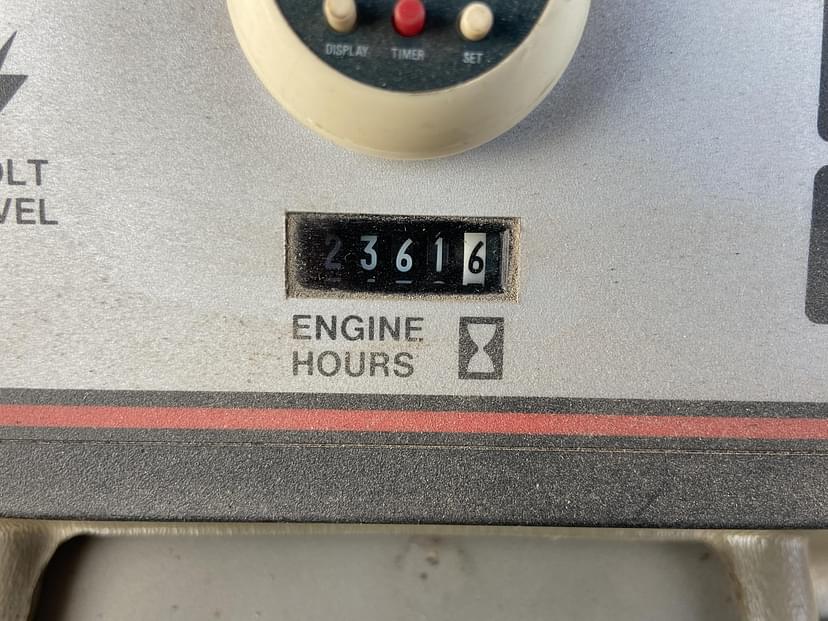 DISPLAY TIMER SET
OLT
VEL
23616
ENGINE
HOURS